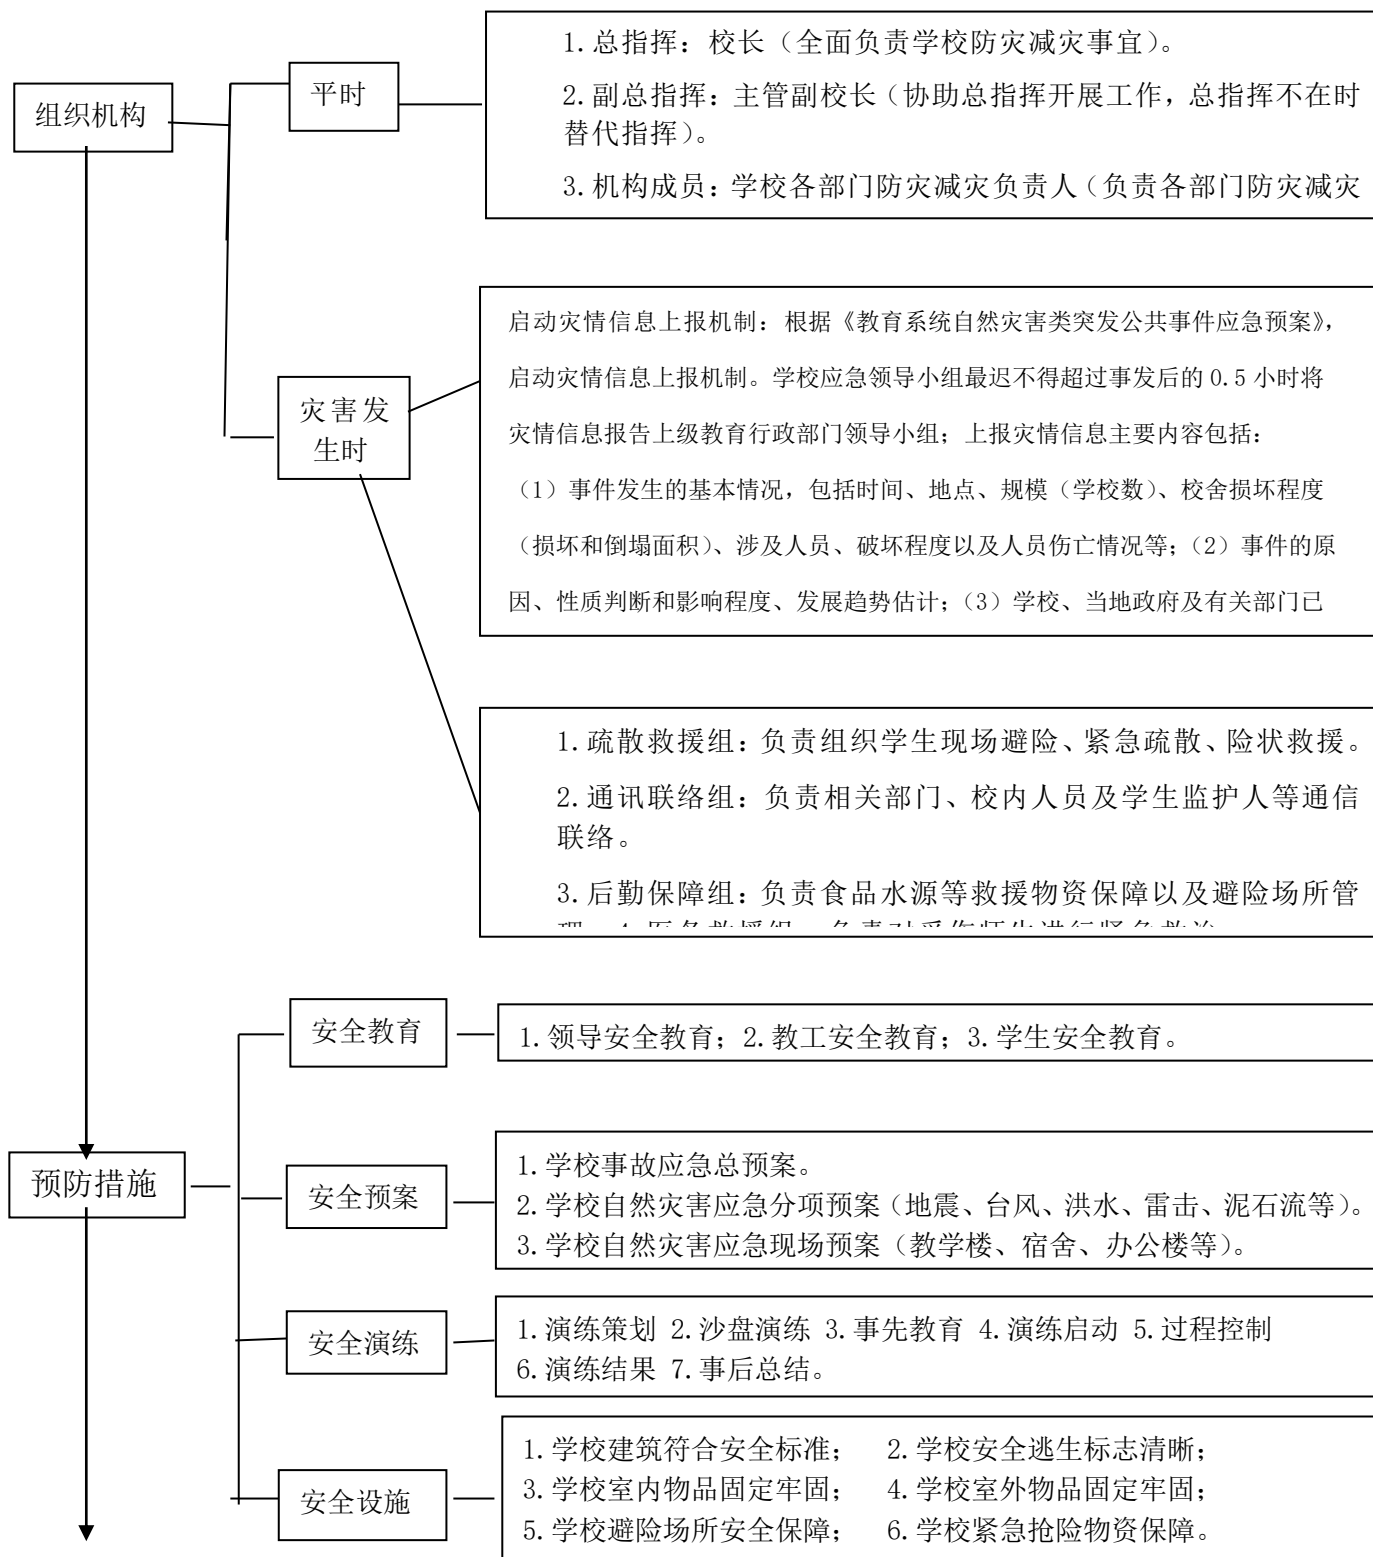 组织机构
平时
1.总指挥：校长（全面负责学校防灾减灾事宜）。
2.副总指挥：主管副校长（协助总指挥开展工作，总指挥不在时
替代指挥）。
3.机构成员：学校各部门防灾减灾负责人（负责各部门防灾减灾
灾害发
生时
启动灾情信息上报机制：根据《教育系统自然灾害类突发公共事件应急预案》，
启动灾情信息上报机制。学校应急领导小组最迟不得超过事发后的 0.5 小时将
灾情信息报告上级教育行政部门领导小组；上报灾情信息主要内容包括：
（1）事件发生的基本情况，包括时间、地点、规模（学校数）、校舍损坏程度
（损坏和倒塌面积）、涉及人员、破坏程度以及人员伤亡情况等；（2）事件的原
因、性质判断和影响程度、发展趋势估计；（3）学校、当地政府及有关部门已
1.疏散救援组：负责组织学生现场避险、紧急疏散、险状救援。
2.通讯联络组：负责相关部门、校内人员及学生监护人等通信
联络。
3.后勤保障组：负责食品水源等救援物资保障以及避险场所管
预防措施
安全教育
1.领导安全教育；2.教工安全教育；3.学生安全教育。
安全预案
1.学校事故应急总预案。
2.学校自然灾害应急分项预案（地震、台风、洪水、雷击、泥石流等）。
3.学校自然灾害应急现场预案（教学楼、宿舍、办公楼等）。
安全演练
1.演练策划 2.沙盘演练 3.事先教育 4.演练启动 5.过程控制
6.演练结果 7.事后总结。
安全设施
1.学校建筑符合安全标准； 2.学校安全逃生标志清晰；
3.学校室内物品固定牢固； 4.学校室外物品固定牢固；
5.学校避险场所安全保障； 6.学校紧急抢险物资保障。